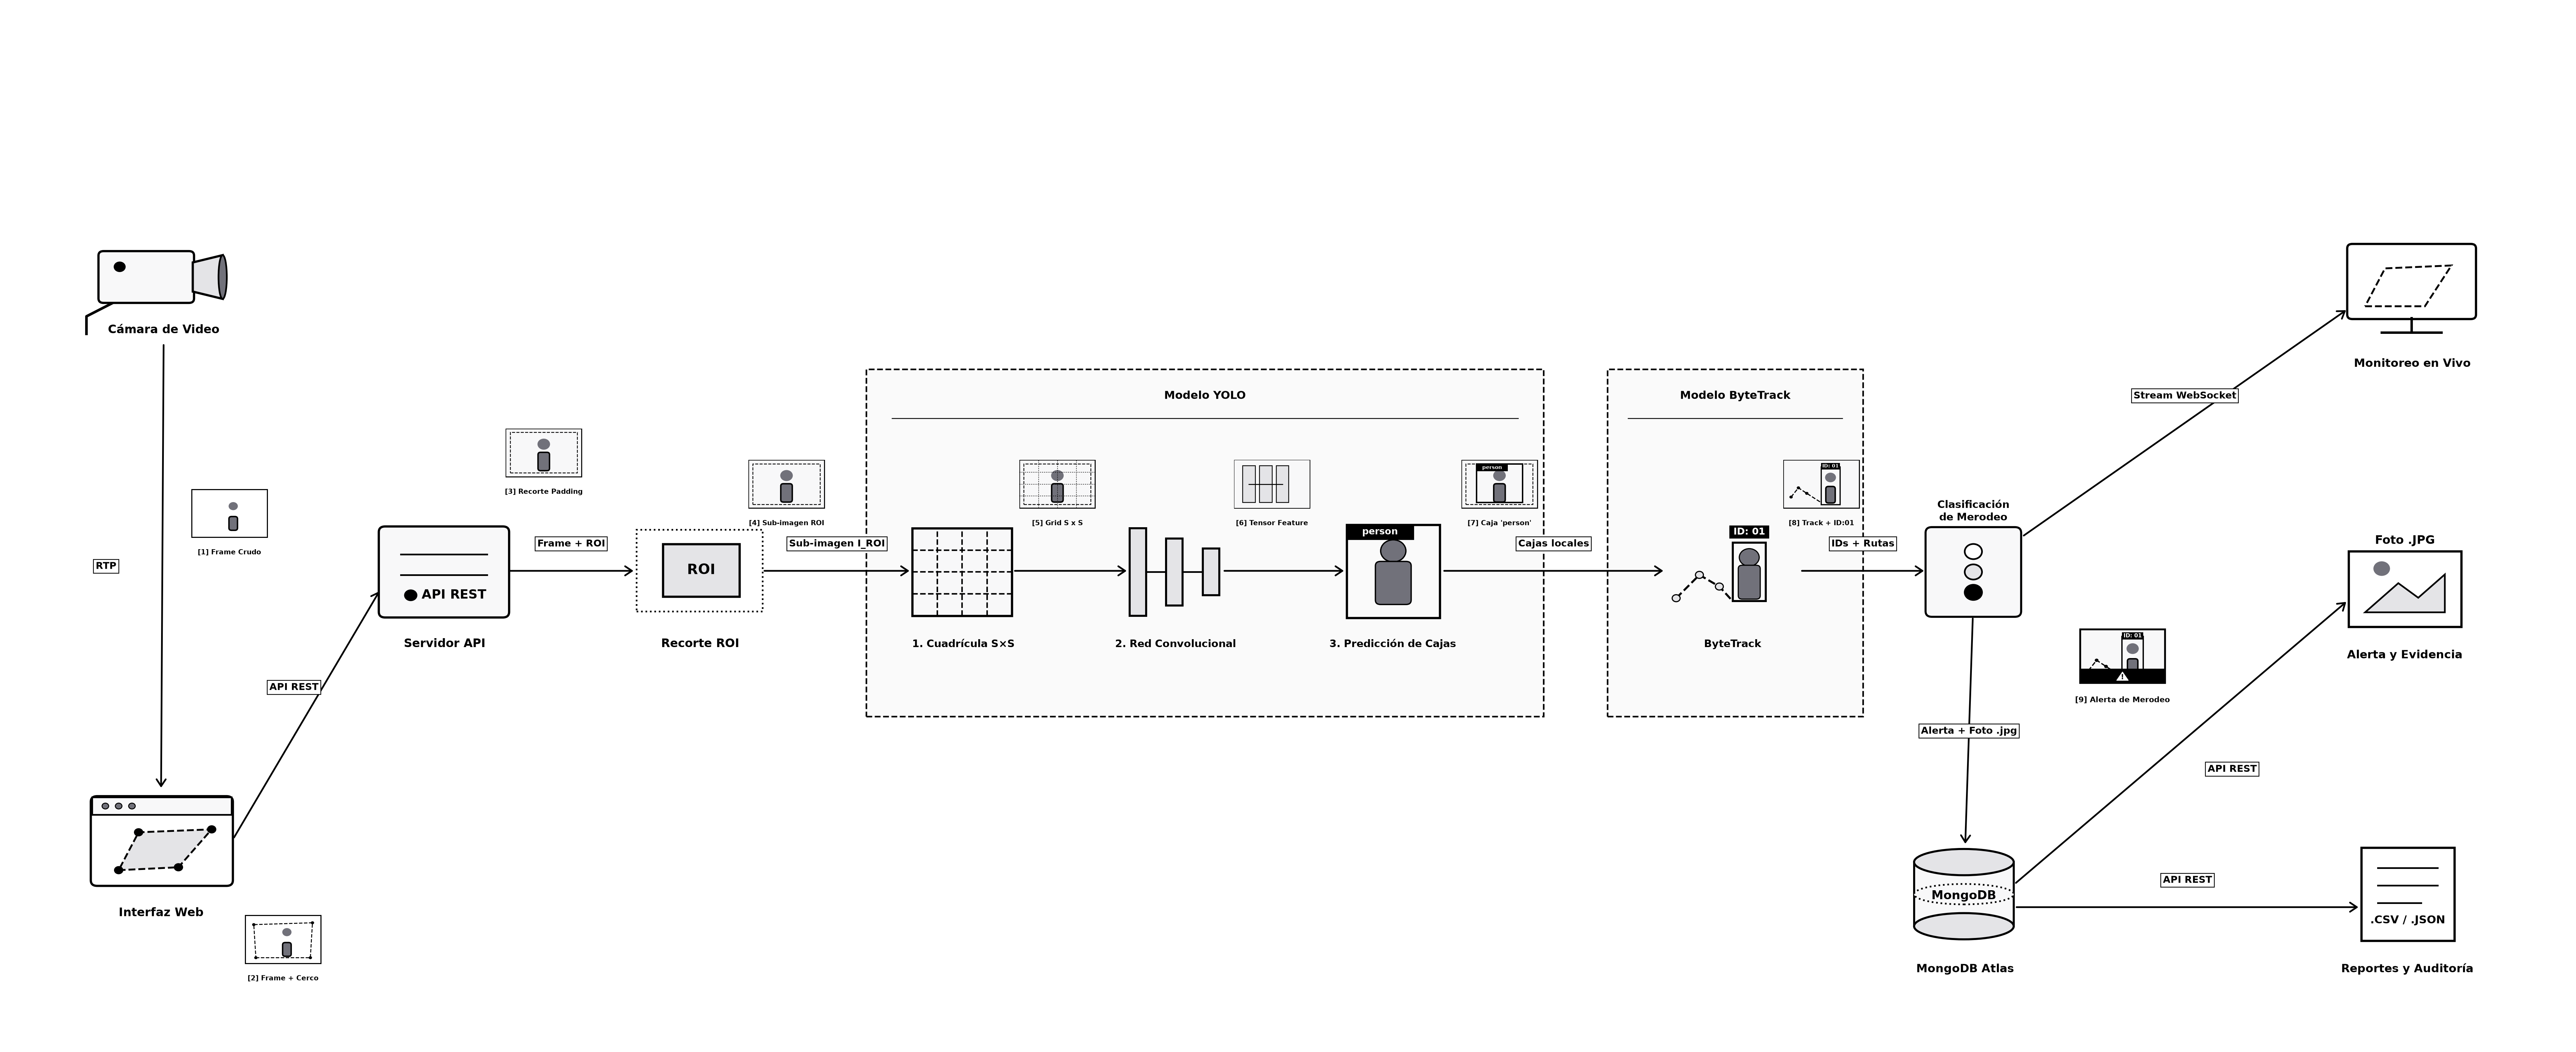 Cámara de Video
RTP
[1] Frame Crudo
Interfaz Web
[2] Frame + Cerco
API REST
API REST
Servidor API
[3] Recorte Padding
Frame + ROI
ROI
Recorte ROI
[4] Sub-imagen ROI
Sub-imagen I_ROI
Modelo YOLO
1. Cuadrícula S×S
[5] Grid S x S
2. Red Convolucional
[6] Tensor Feature
person
3. Predicción de Cajas
person
[7] Caja 'person'
Cajas locales
Modelo ByteTrack
ID: 01
ByteTrack
ID: 01
[8] Track + ID:01
IDs + Rutas
Clasificación
de Merodeo
Stream WebSocket
Monitoreo en Vivo
Alerta + Foto .jpg
ID: 01
!
[9] Alerta de Merodeo
MongoDB
MongoDB Atlas
API REST
Foto .JPG
Alerta y Evidencia
API REST
.CSV / .JSON
Reportes y Auditoría